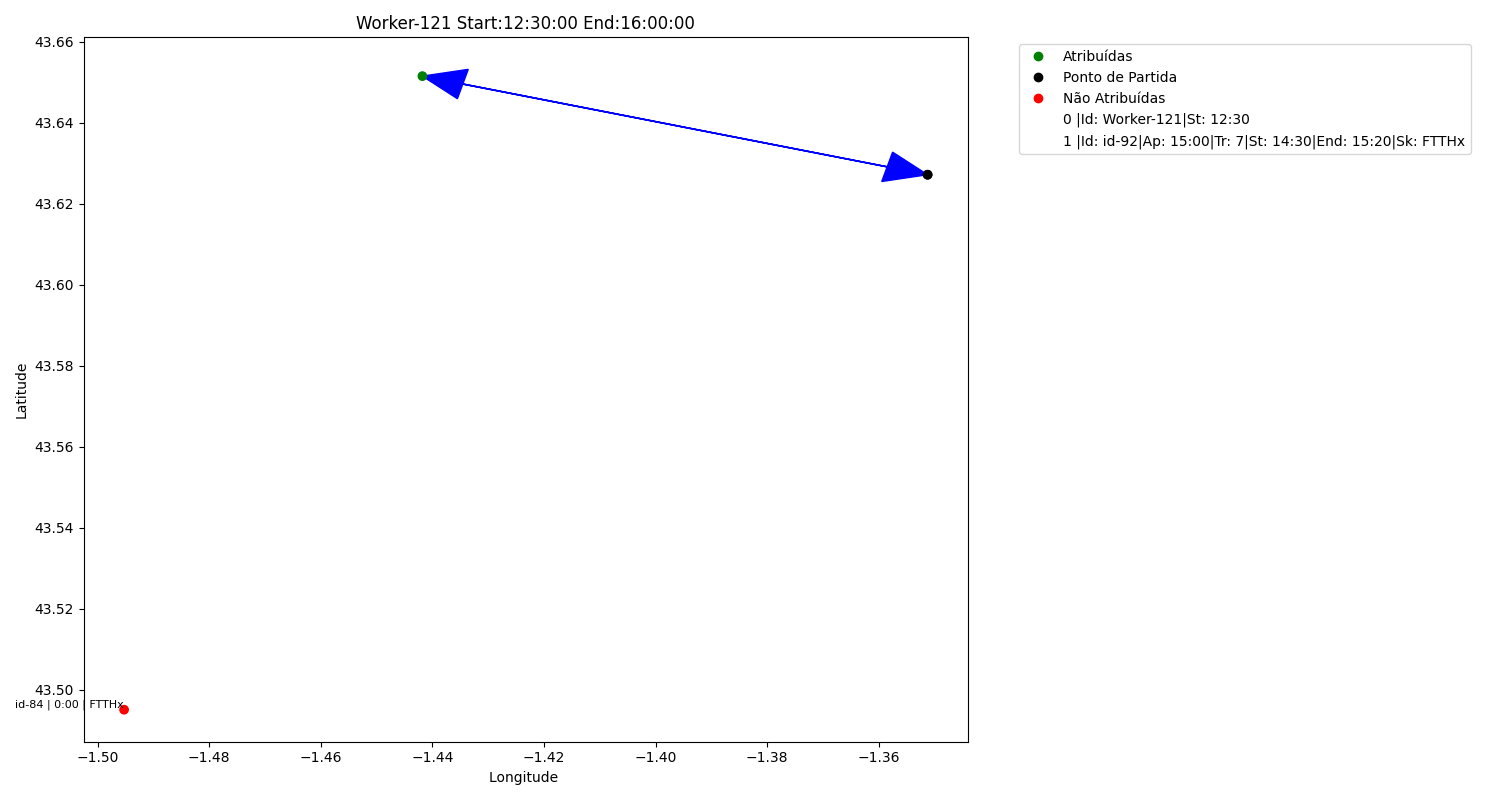 Worker-121 Start:12:30:00 End:16:00:00
43.66
43.64
43.62
43.60
43.58
43.56
43.54
43.52
43.50
Latitude
id-84 | 0:00 | FTTHx
−1.50 −1.48 −1.46 −1.44 −1.42 −1.40 −1.38 −1.36
Longitude
Atribuídas
Ponto de Partida
Não Atribuídas
0 |Id: Worker-121|St: 12:30
1 |Id: id-92|Ap: 15:00|Tr: 7|St: 14:30|End: 15:20|Sk: FTTHx